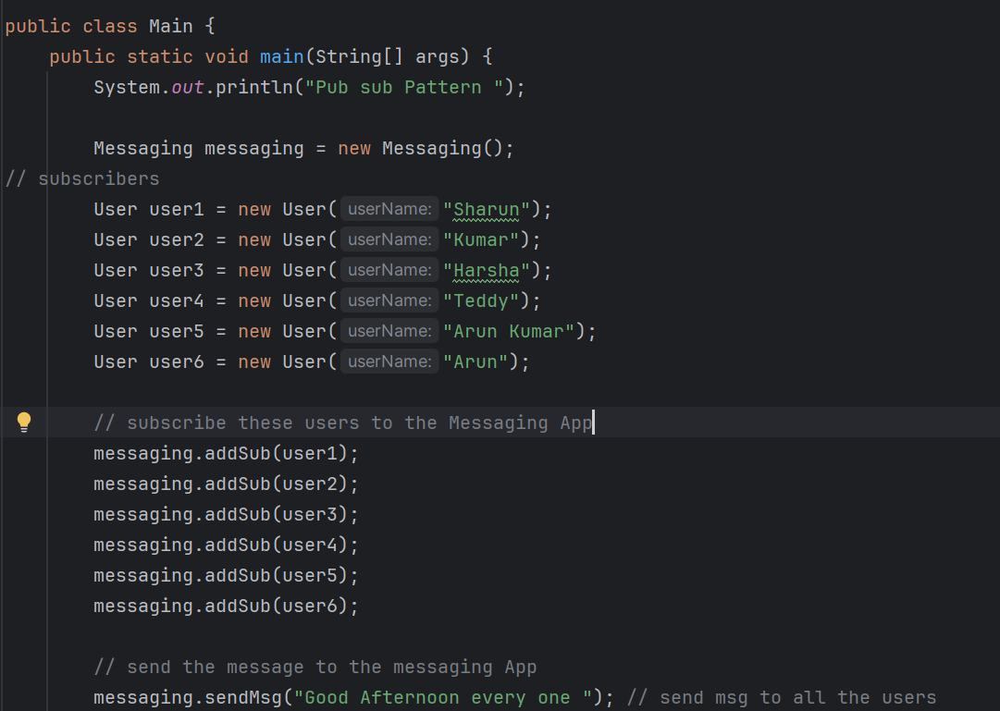 public class Main {
public static void main(String[] args) {
System.out.println("Pub sub Pattern ");
Messaging messaging = new Messaging();
// subscribers
User user1 = new User( userName: "Sharun");
User user2 = new User( userName: "Kumar");
User user3 = new User( userName: "Harsha");
User user4 = new User( userName: "Teddy");
User user5 = new User( userName: "Arun Kumar");
User user6 = new User( userName: "Arun");
// subscribe these users to the Messaging App
messaging.addSub(user1);
messaging.addSub(user2);
messaging.addSub(user3);
messaging.addSub(user4);
messaging.addSub(user5);
messaging.addSub(user6);
// send the message to the messaging App
messaging.sendMsg("Good Afternoon every one "); // send msg to all the users